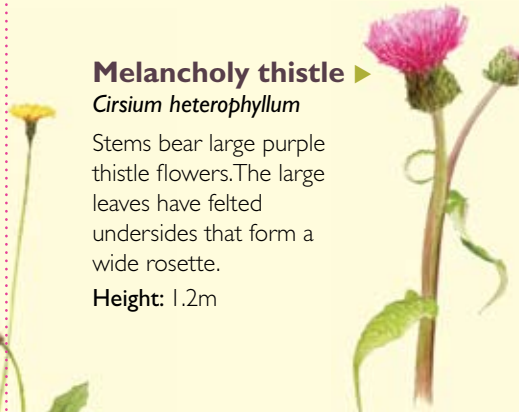 Melancholy thistle
Cirsium heterophyllum
Stems bear large purple
thistle flowers.The large
leaves have felted
undersides that form a
wide rosette.
Height: 1.2m